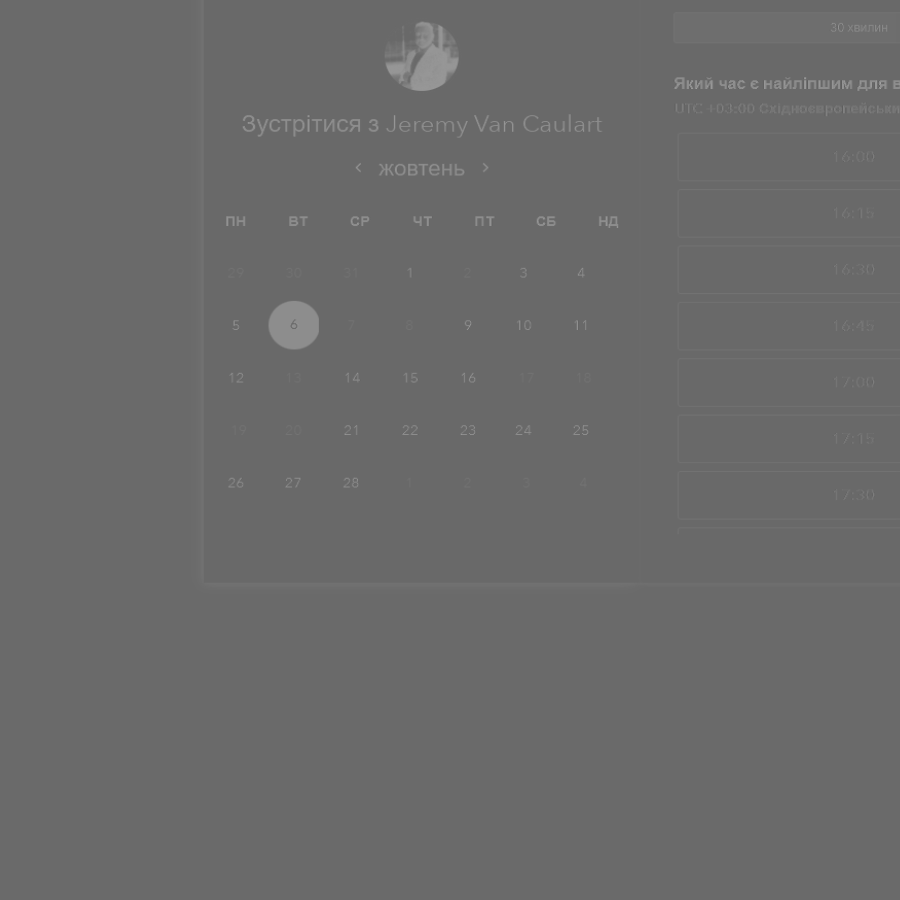 30 хвилин
Зустрітися з Jeremy Van Caulart
‹ жовтень ›
ПН ВТ СР ЧТ ПТ СБ НД
29 30 31 1 2 3 4
5 6 7 8 9 10 11
12 13 14 15 16 17 18
19 20 21 22 23 24 25
26 27 28 1 2 3 4
Який час є найліпшим для в
UTC +03:00 Східноєвропейськи
16:00
16:15
16:30
16:45
17:00
17:15
17:30